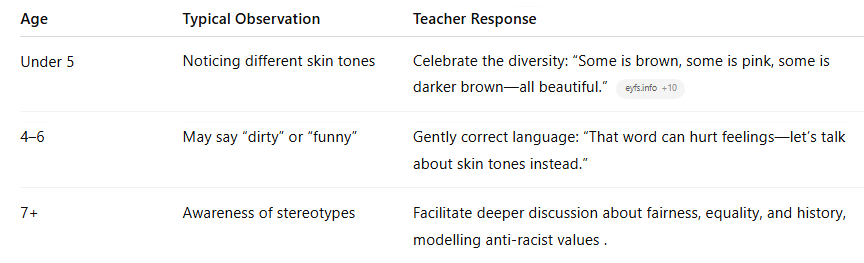 Age Typical Observation Teacher Response
Under 5 Noticing different skin tones Celebrate the diversity: “Some is brown, some is pink, some is
darker brown—all beautiful.” eyfs.info +10
4–6 May say “dirty” or “funny” Gently correct language: “That word can hurt feelings—let’s talk
about skin tones instead.”
7+ Awareness of stereotypes Facilitate deeper discussion about fairness, equality, and history,
modelling anti-racist values .